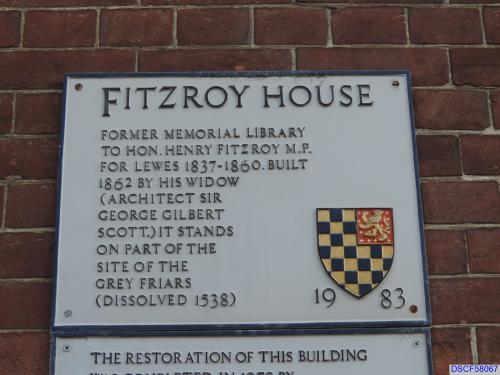 FITZROY HOUSE
FORMER MEMORIAL LIBRARY
TO HON. HENRY FITZROY M.P.
FOR LEWES 1837-1860. BUILT
1862 BY HIS WIDOW
(ARCHITECT SIR
GEORGE GILBERT
SCOTT.) IT STANDS
ON PART OF THE
SITE OF THE
GREY FRIARS
(DISSOLVED 1538)
19 83
THE RESTORATION OF THIS BUILDING
DSCF58067